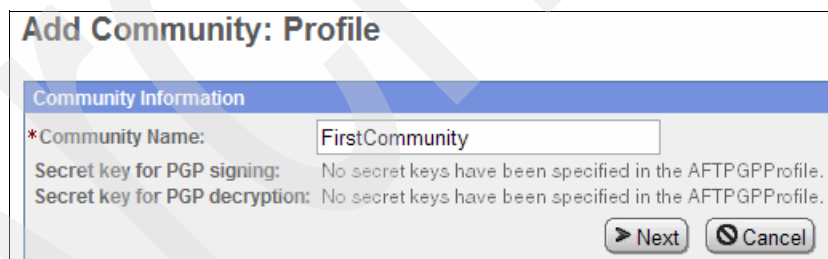 Add Community: Profile
Community Information
*Community Name: FirstCommunity
Secret key for PGP signing: No secret keys have been specified in the AFTPGPProfile.
Secret key for PGP decryption: No secret keys have been specified in the AFTPGPProfile.
Next Cancel